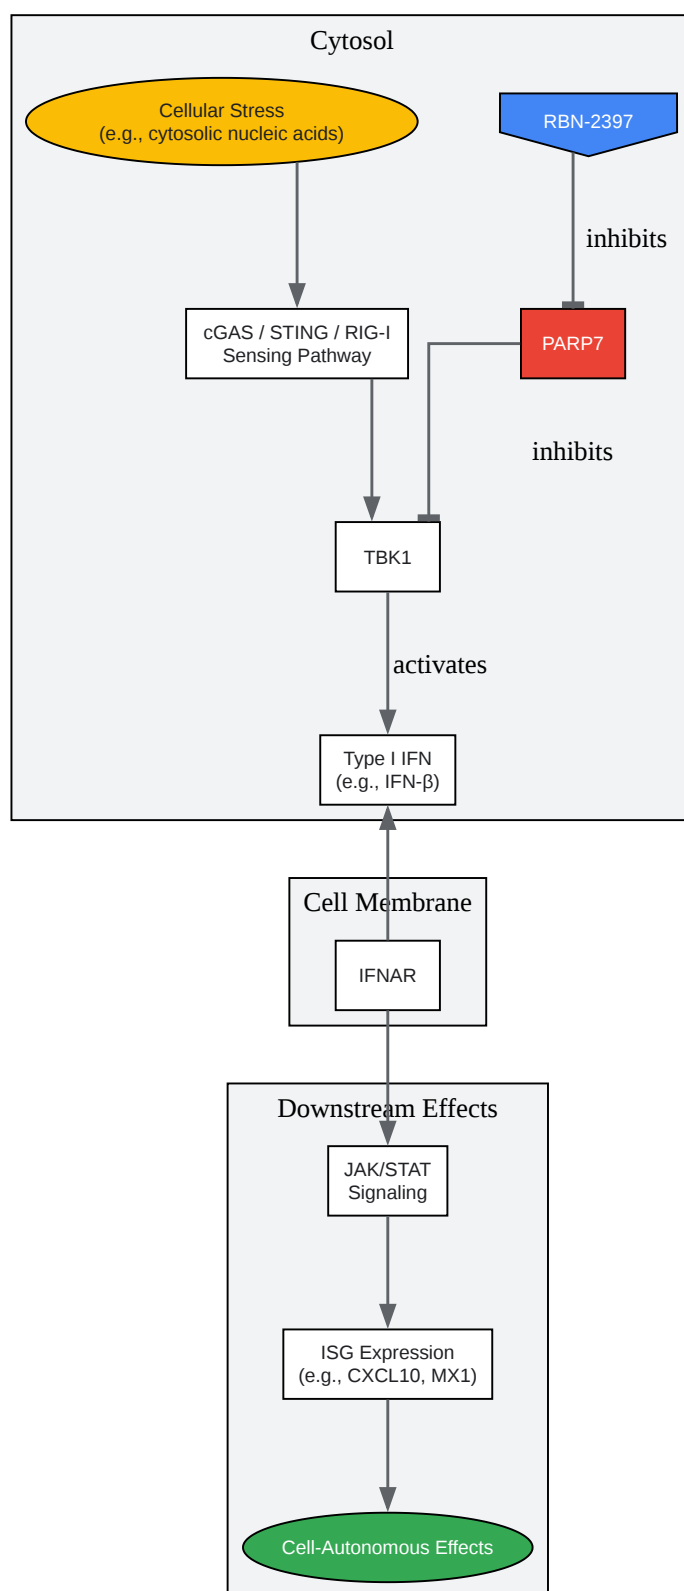 Cytosol
Cellular Stress
(e.g., cytosolic nucleic acids)
RBN-2397
inhibits
cGAS / STING / RIG-I
Sensing Pathway
PARP7
inhibits
TBK1
activates
Type I IFN
(e.g., IFN-β)
Cell Membrane
IFNAR
Downstream Effects
JAK/STAT
Signaling
ISG Expression
(e.g., CXCL10, MX1)
Cell-Autonomous Effects